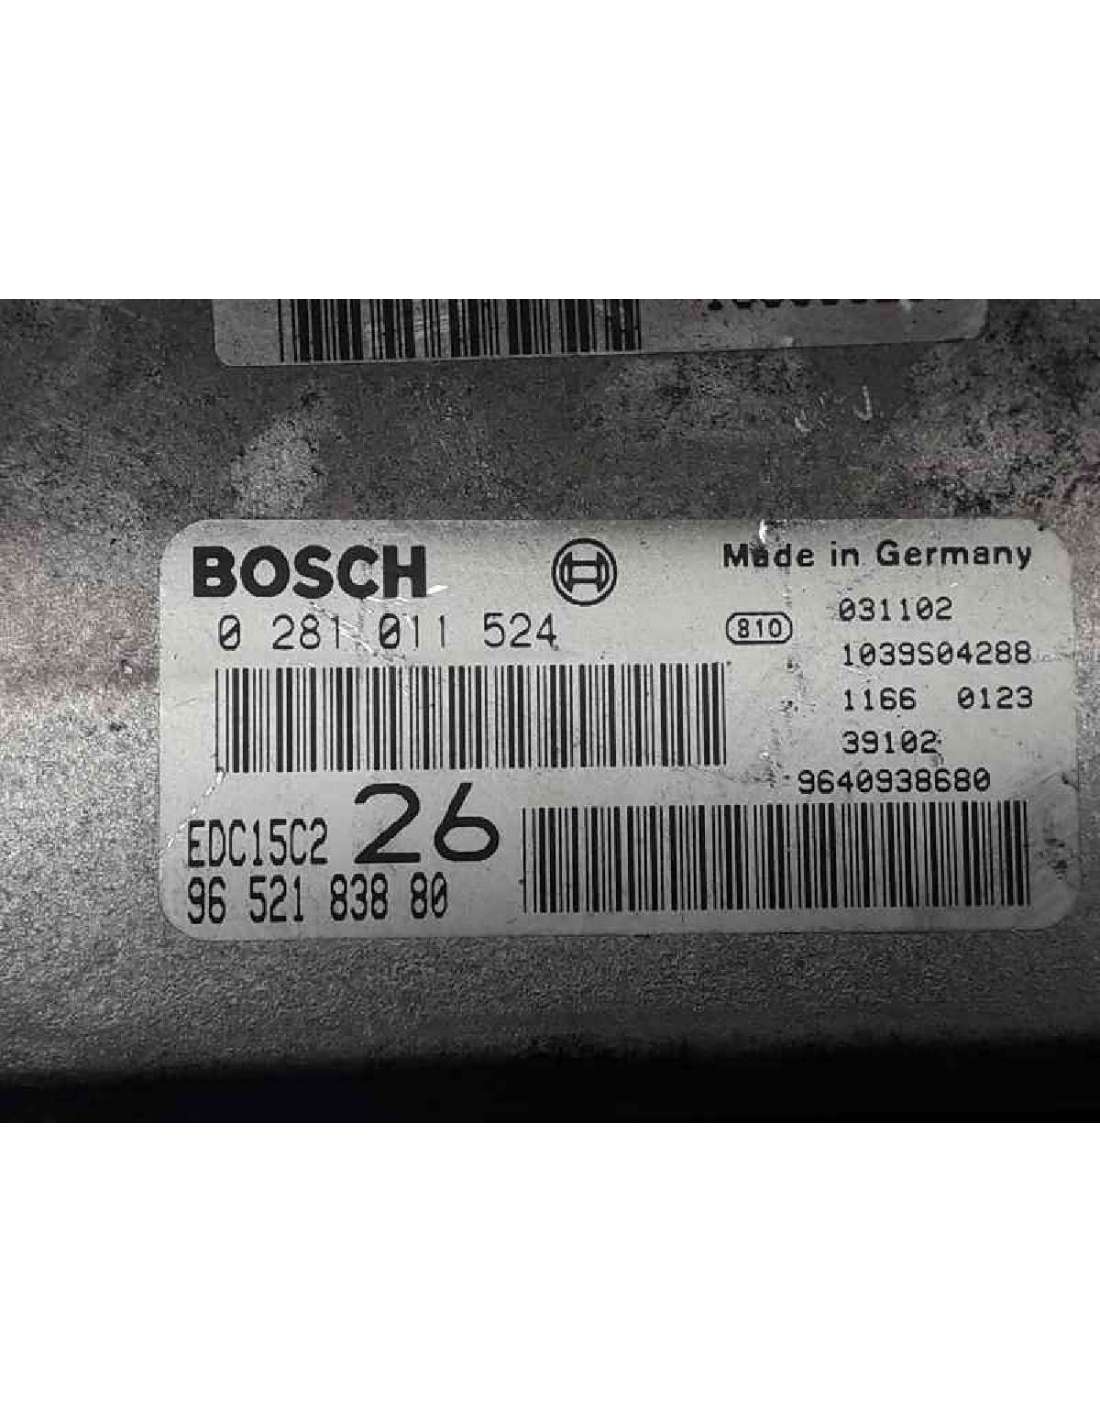 BOSCH
Made in Germany
0 281 011 524
810
031102
1039S04288
1166 0123
39102
9640938680
EDC15C2 26
96 521 838 80